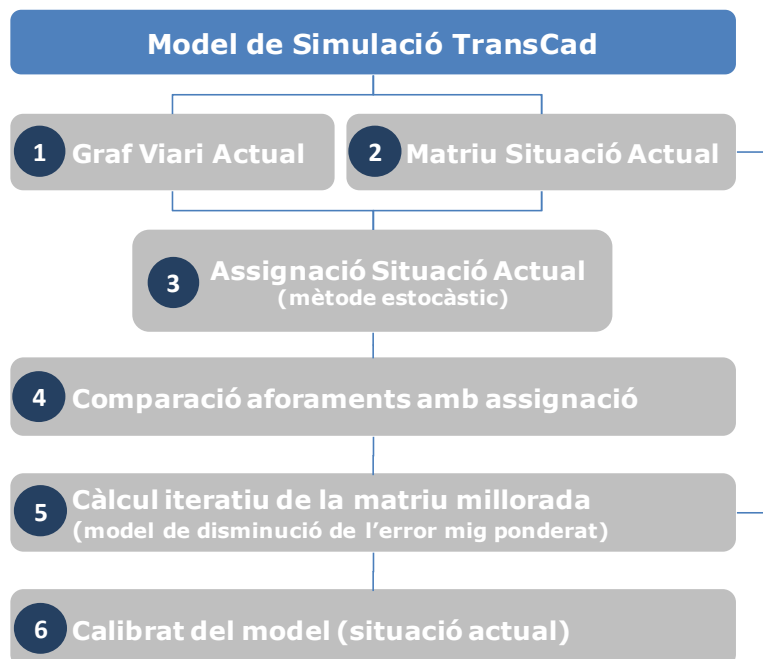 Model de Simulació TransCad
1 Graf Viari Actual
2 Matriu Situació Actual
3 Assignació Situació Actual
(mètode estocàstic)
4 Comparació aforaments amb assignació
5 Càlcul iteratiu de la matriu millorada
(model de disminució de l’error mig ponderat)
6 Calibrat del model (situació actual)